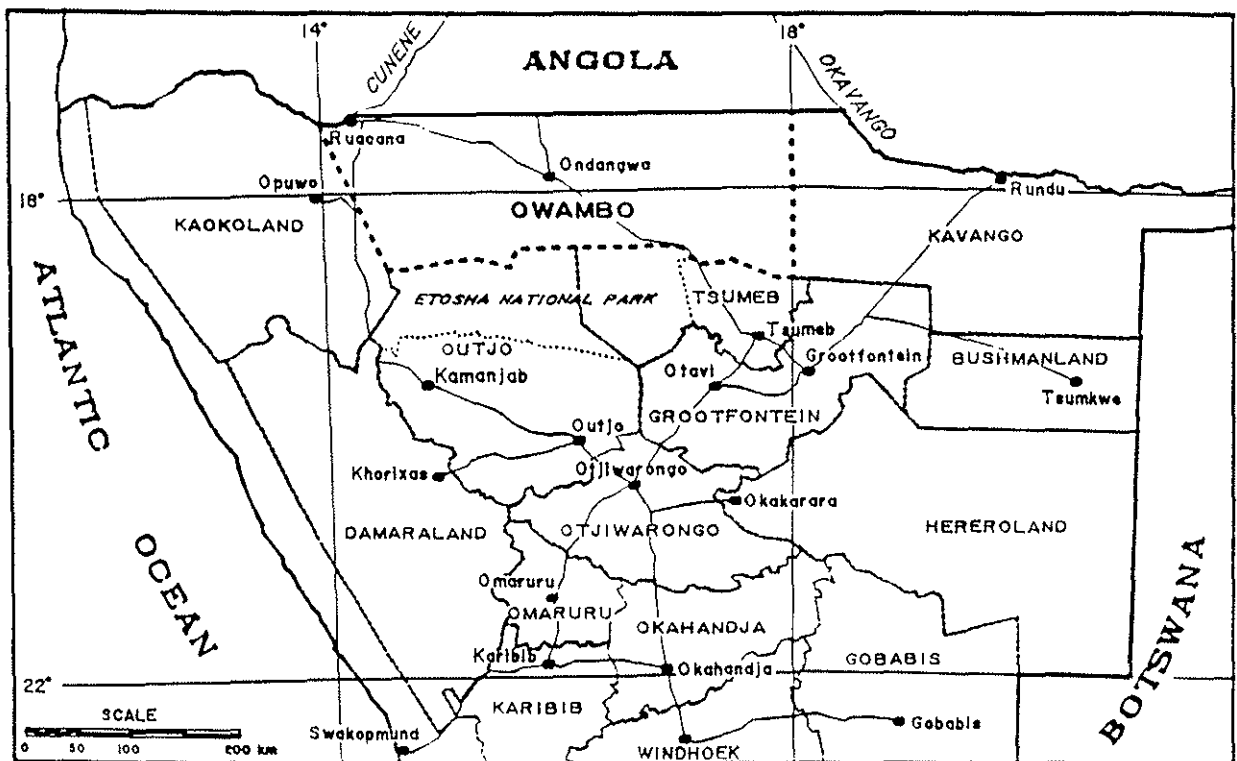 14°
18°
CUNENE
ANGOLA
OKAVANGO
Ruacana
Ondangwa
Opuwo
Rundu
18°
OWAMBO
KAOKOLAND
KAVANGO
ATLANTIC
ETOSHA NATIONAL PARK
TSUMEB
Tsumeb
OUTJO
BUSHMANLAND
Grootfontein
Kamanjab
Otavi
Tsumkwe
GROOTFONTEIN
Outjo
Khorixas
Otjiwarongo
Okakarara
DAMARALAND
OTJIWARONGO
HEREROLAND
OCEAN
Omaruru
OMARURU
OKAHANDJA
Karibib
Okahandja
GOBABIS
BOTSWANA
22°
KARIBIB
SCALE
Swakopmund
Gobabis
0 50 100 200 km
WINDHOEK